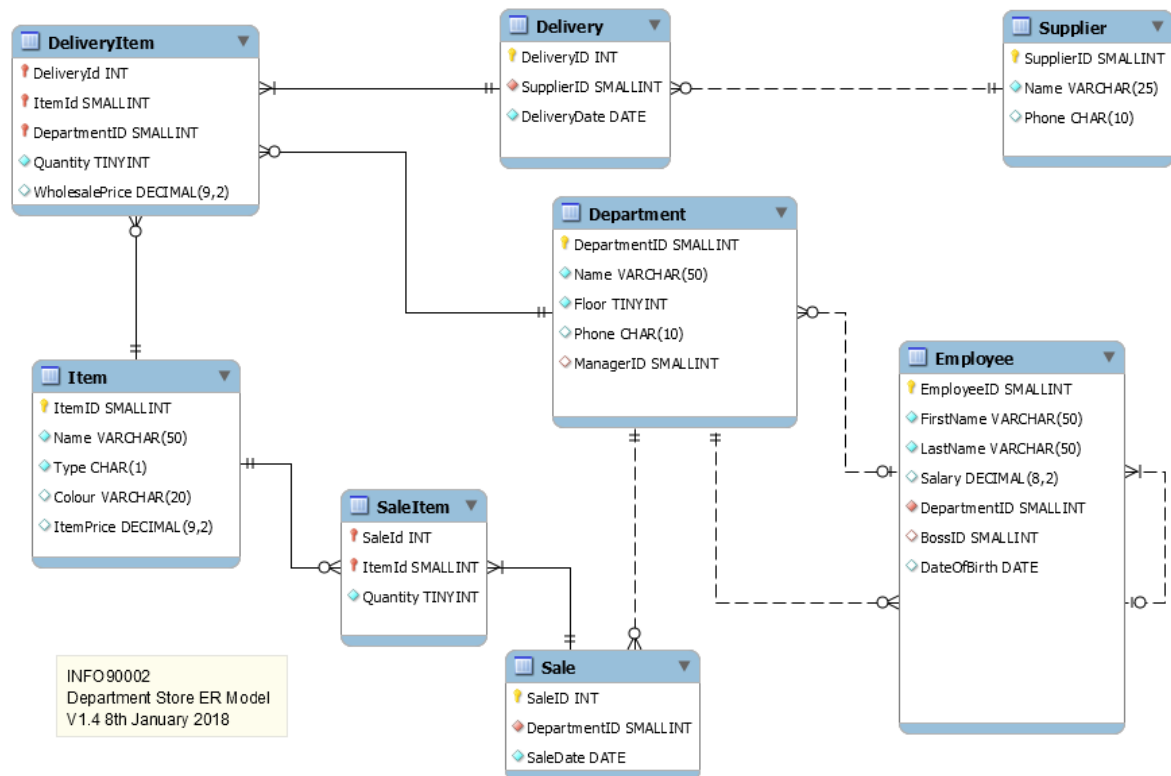 DeliveryItem
DeliveryId INT
ItemId SMALLINT
DepartmentID SMALLINT
Quantity TINYINT
WholesalePrice DECIMAL(9,2)
Delivery
DeliveryID INT
SupplierID SMALLINT
DeliveryDate DATE
Supplier
SupplierID SMALLINT
Name VARCHAR(25)
Phone CHAR(10)
Department
DepartmentID SMALLINT
Name VARCHAR(50)
Floor TINYINT
Phone CHAR(10)
ManagerID SMALLINT
Item
ItemID SMALLINT
Name VARCHAR(50)
Type CHAR(1)
Colour VARCHAR(20)
ItemPrice DECIMAL(9,2)
Employee
EmployeeID SMALLINT
FirstName VARCHAR(50)
LastName VARCHAR(50)
Salary DECIMAL(8,2)
DepartmentID SMALLINT
BossID SMALLINT
DateOfBirth DATE
SaleItem
SaleId INT
ItemId SMALLINT
Quantity TINYINT
Sale
SaleID INT
DepartmentID SMALLINT
SaleDate DATE
INFO90002
Department Store ER Model
V1.4 8th January 2018